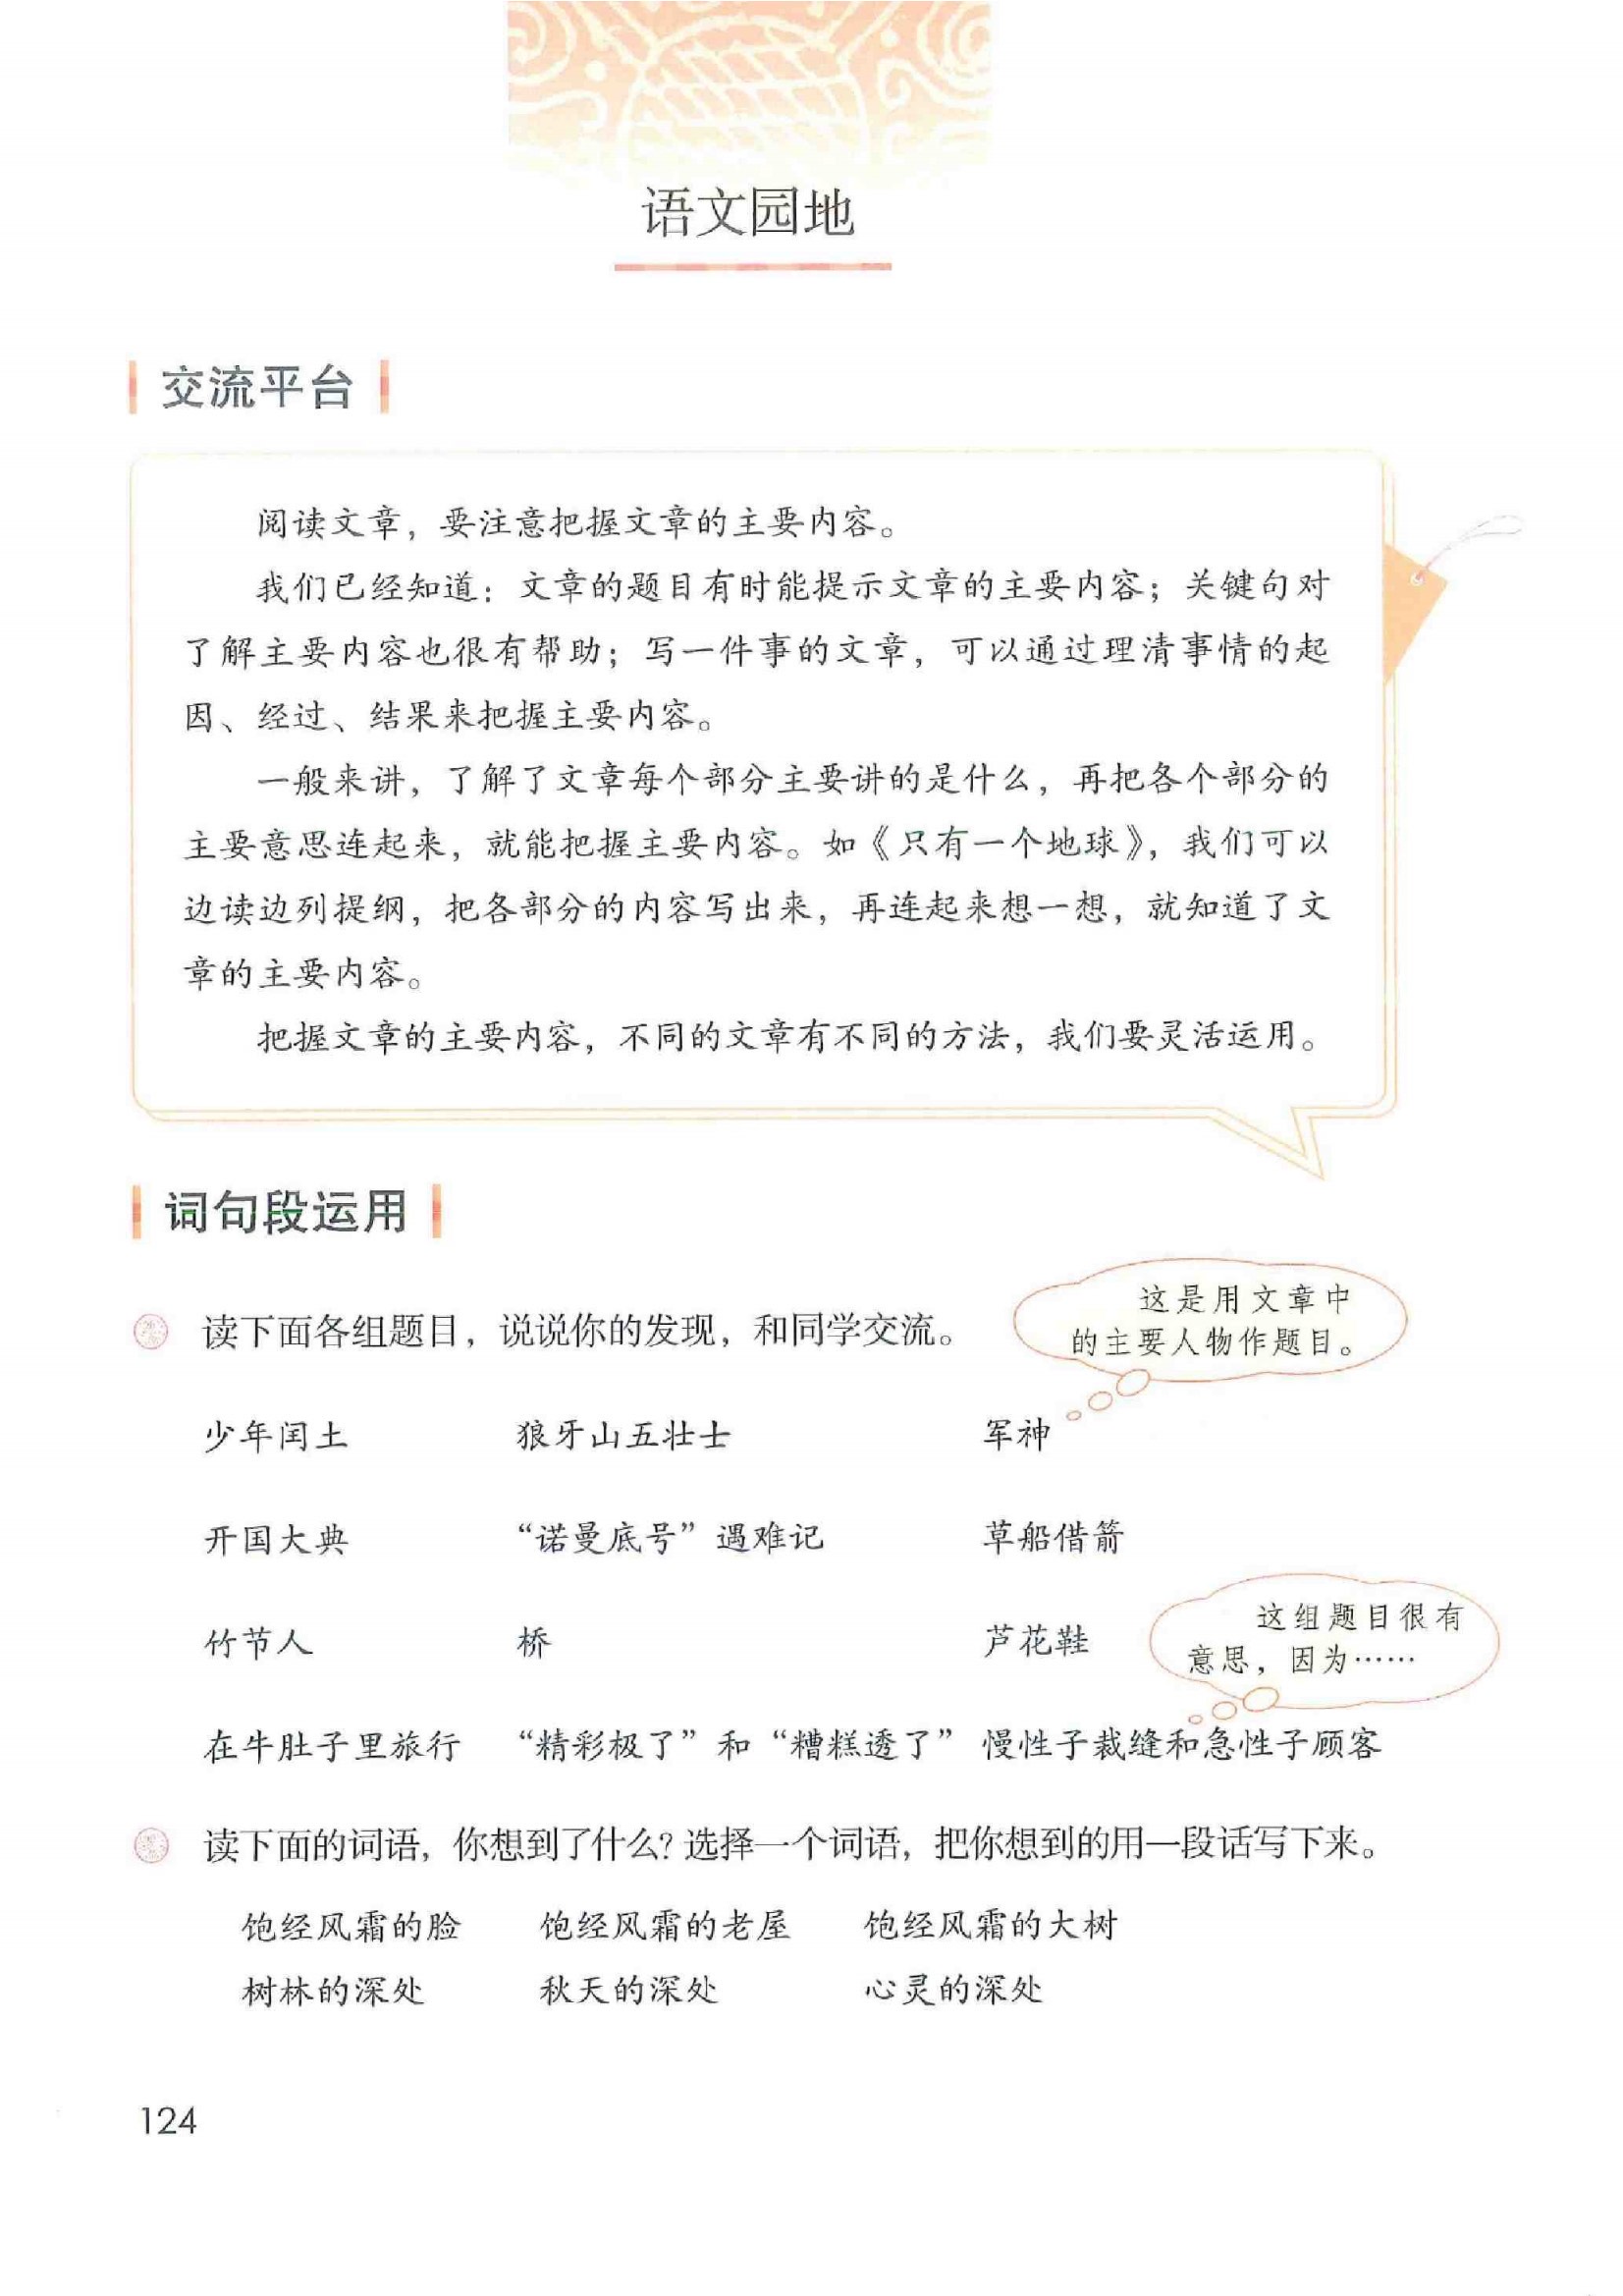 语文园地
交流平台
阅读文章，要注意把握文章的主要内容。
我们已经知道：文章的题目有时能提示文章的主要内容；关键句对
了解主要内容也很有帮助；写一件事的文章，可以通过理清事情的起
因、经过、结果来把握主要内容。
一般来讲，了解了文章每个部分主要讲的是什么，再把各个部分的
主要意思连起来，就能把握主要内容。如《只有一个地球》，我们可以
边读边列提纲，把各部分的内容写出来，再连起来想一想，就知道了文
章的主要内容。
把握文章的主要内容，不同的文章有不同的方法，我们要灵活运用。
词句段运用
这是用文章中
的主要人物作题目。
读下面各组题目，说说你的发现，和同学交流。
少年闰土 狼牙山五壮士 军神
开国大典 “诺曼底号”遇难记 草船借箭
这组题目很有
意思，因为……
竹节人 桥 芦花鞋
在牛肚子里旅行 “精彩极了”和“糟糕透了” 慢性子裁缝和急性子顾客
读下面的词语，你想到了什么？选择一个词语，把你想到的用一段话写下来。
饱经风霜的脸 饱经风霜的老屋 饱经风霜的大树
树林的深处 秋天的深处 心灵的深处
124